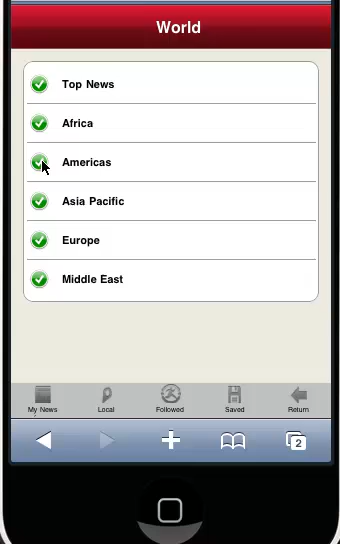 World
Top News
Africa
Americas
Asia Pacific
Europe
Middle East
My News Local Followed Saved Return
2